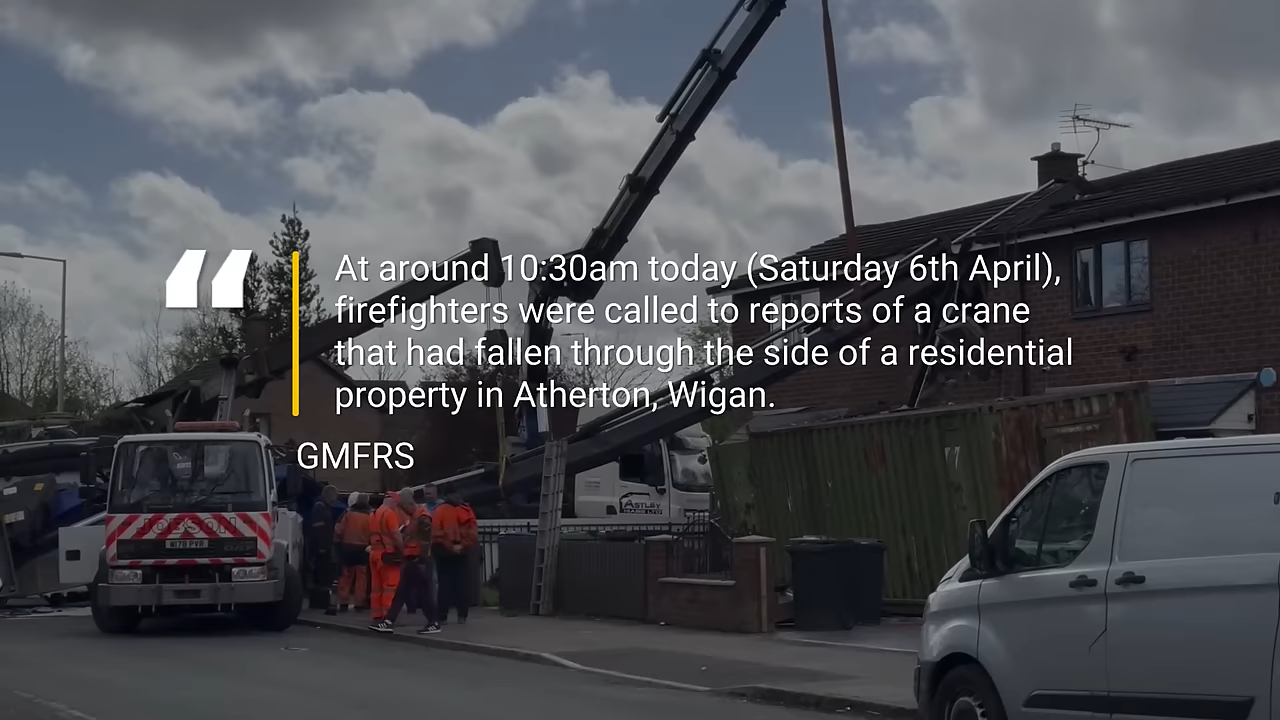 At around 10:30am today (Saturday 6th April),
firefighters were called to reports of a crane
that had fallen through the side of a residential
property in Atherton, Wigan.
GMFRS
ASTLEY